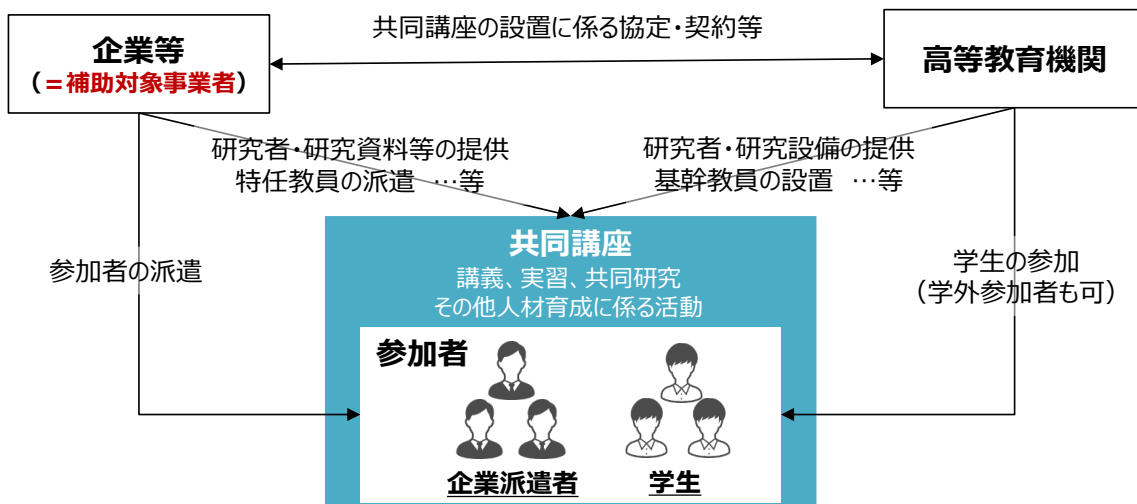 共同講座の設置に係る協定・契約等
企業等
（＝補助対象事業者）
高等教育機関
研究者・研究資料等の提供
特任教員の派遣　…等
研究者・研究設備の提供
基幹教員の設置　…等
参加者の派遣
学生の参加
（学外参加者も可）
共同講座
講義、実習、共同研究
その他人材育成に係る活動
参加者
企業派遣者
学生